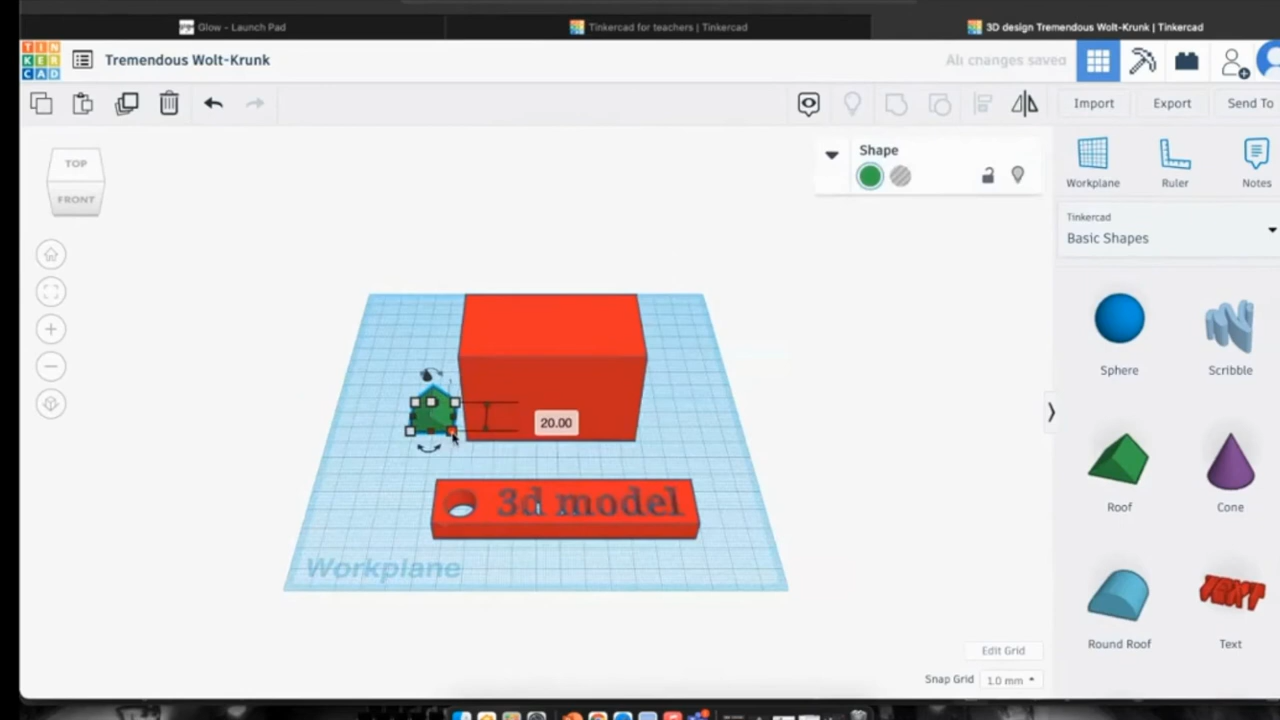 Glow - Launch Pad
Tinkercad for teachers | Tinkercad
3D design Tremendous Wolt-Krunk | Tinkercad
TIN
KER
CAD
Tremendous Wolt-Krunk
All changes saved
Import
Export
Send To
TOP
FRONT
Shape
Workplane
Ruler
Notes
Tinkercad
Basic Shapes
Sphere
Scribble
20.00
Roof
Cone
3d model
Workplane
TEXT
Round Roof
Text
Edit Grid
Snap Grid
1.0 mm